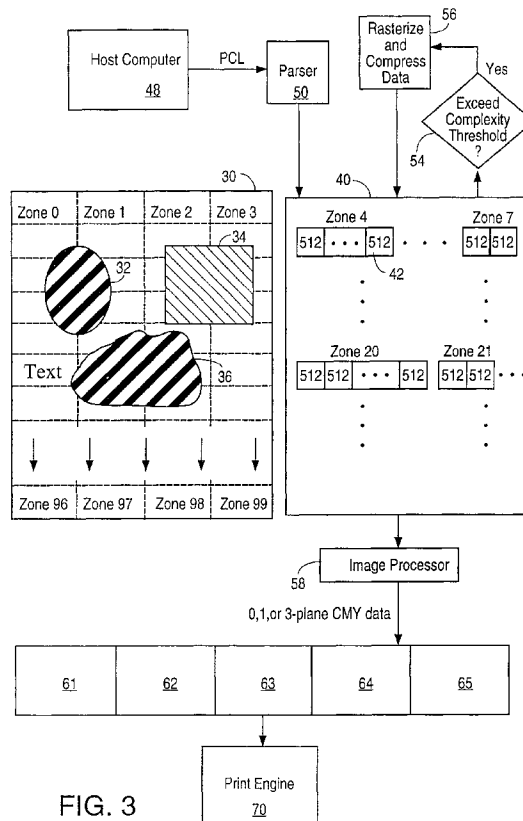 Host Computer
48
PCL
Parser
50
56
Rasterize
and
Compress
Data
Yes
Exceed
Complexity
Threshold
?
54
30
Zone 0 Zone 1 Zone 2 Zone 3
34
32
Text
36
Zone 96 Zone 97 Zone 98 Zone 99
40
Zone 4 Zone 7
512 • • • 512 • • • • 512 512
42
Zone 20 Zone 21
512 512 • • • 512 512 512 • • •
58
Image Processor
0,1,or 3-plane CMY data
61 62 63 64 65
Print Engine
70
FIG. 3